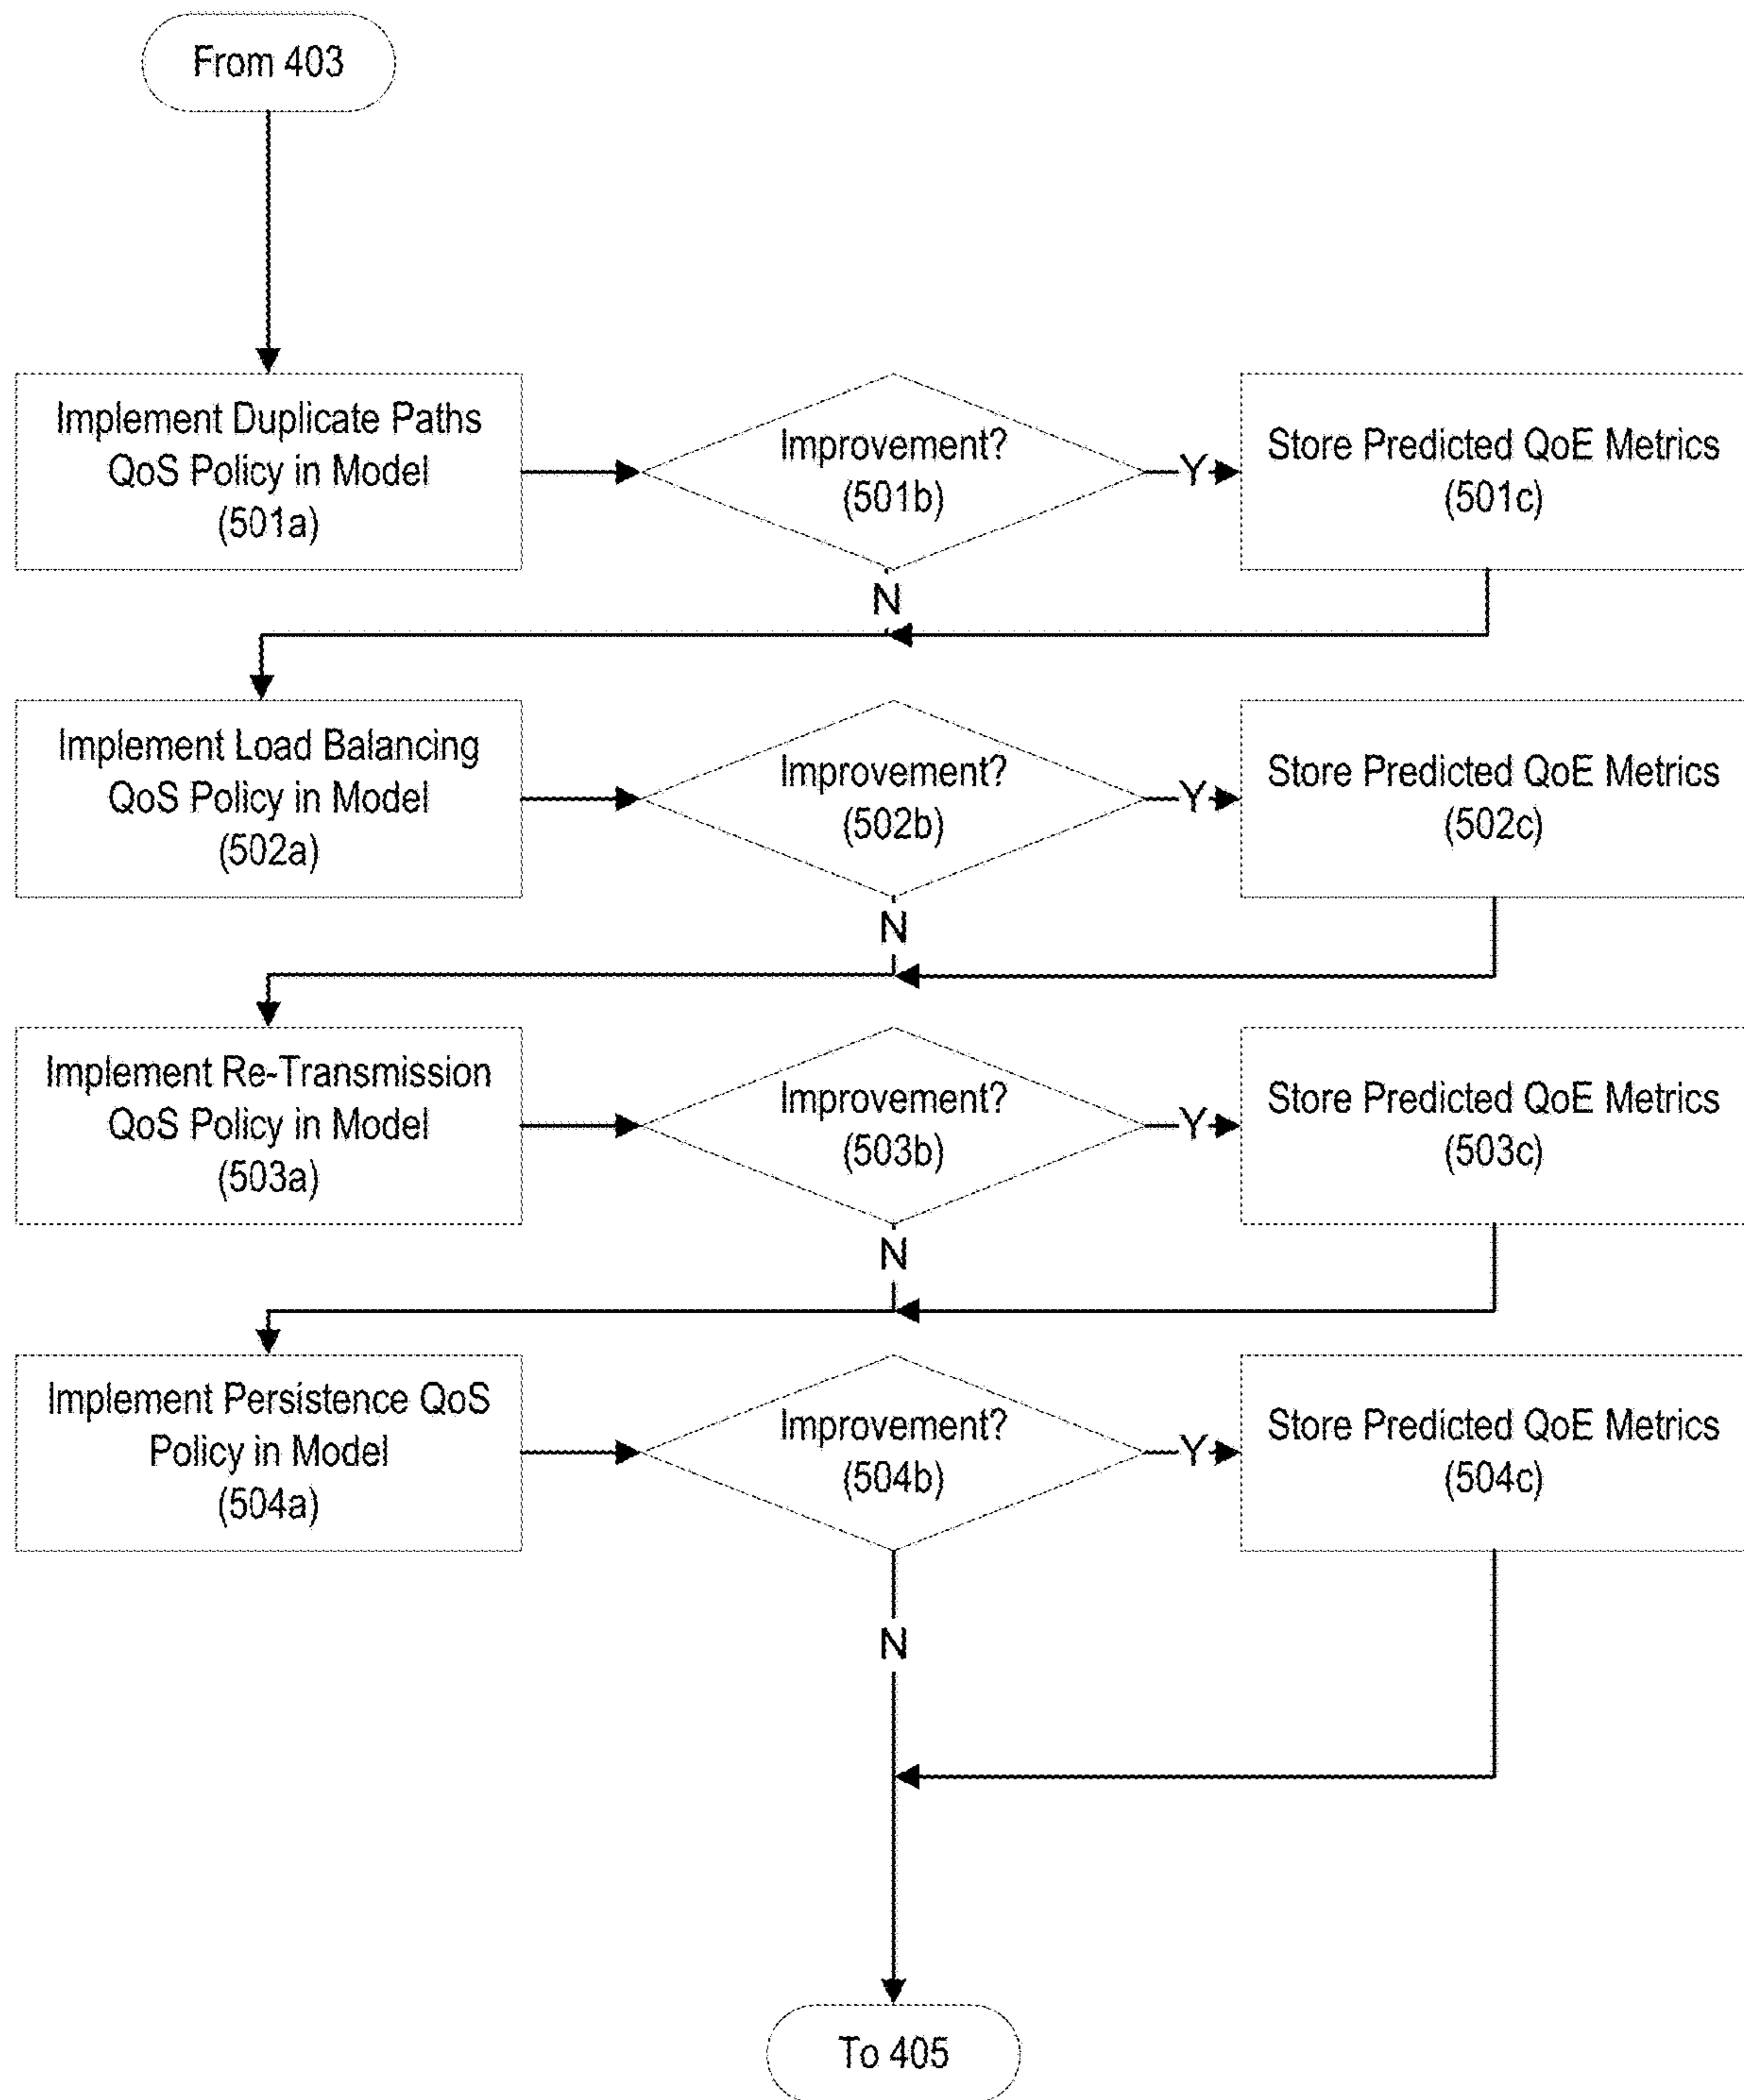 From 403
Implement Duplicate Paths
QoS Policy in Model
(501a)
Improvement?
(501b)
Y
Store Predicted QoE Metrics
(501c)
N
Implement Load Balancing
QoS Policy in Model
(502a)
Improvement?
(502b)
Y
Store Predicted QoE Metrics
(502c)
N
Implement Re-Transmission
QoS Policy in Model
(503a)
Improvement?
(503b)
Y
Store Predicted QoE Metrics
(503c)
N
Implement Persistence QoS
Policy in Model
(504a)
Improvement?
(504b)
Y
Store Predicted QoE Metrics
(504c)
N
To 405